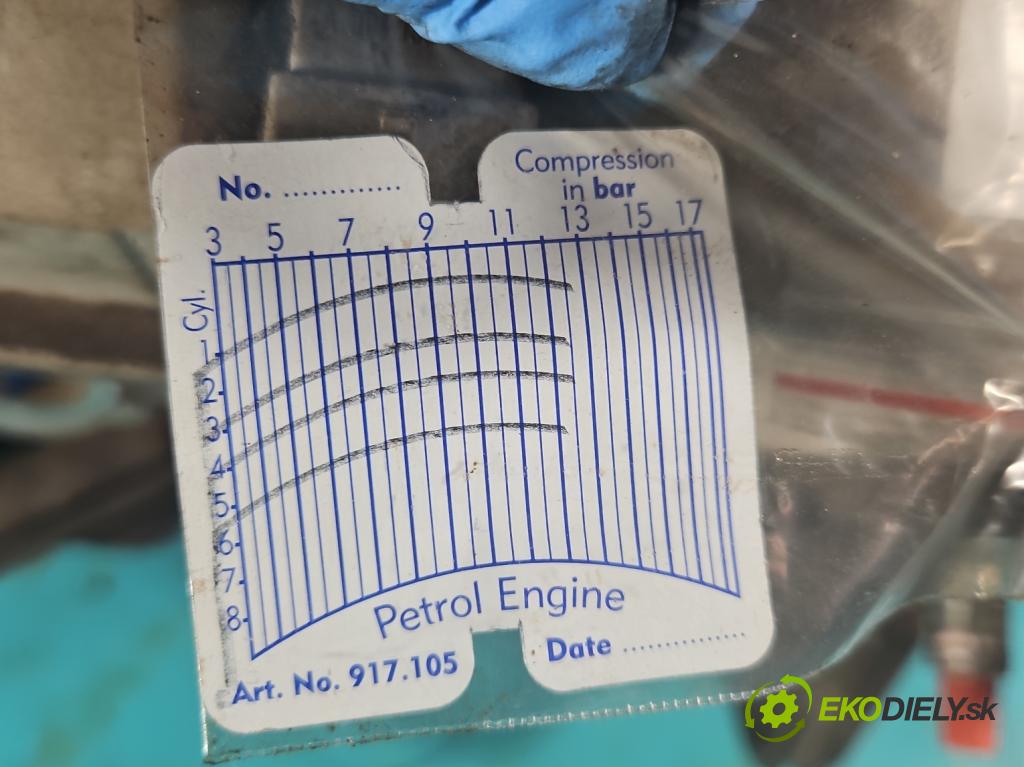 No. .............
Compression
in bar
3 5 7 9 11 13 15 17
Cyl.
1
2
3
4
5
6
7
8
Petrol Engine
Art. No. 917.105
Date ..............
EKODIELY.sk